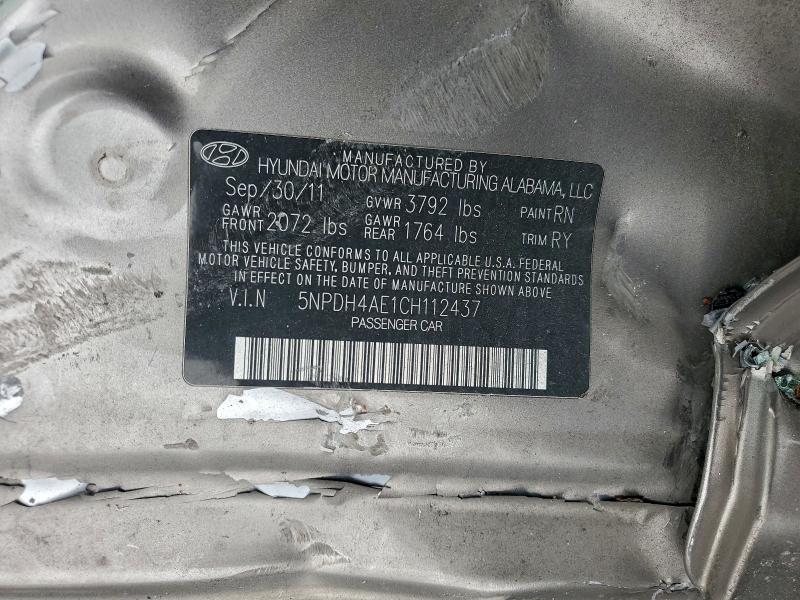 MANUFACTURED BY
HYUNDAI MOTOR MANUFACTURING ALABAMA, LLC
Sep/30/11 GVWR 3792 lbs PAINT RN
GAWR FRONT 2072 lbs GAWR REAR 1764 lbs TRIM RY
THIS VEHICLE CONFORMS TO ALL APPLICABLE U.S.A. FEDERAL
MOTOR VEHICLE SAFETY, BUMPER, AND THEFT PREVENTION STANDARDS
IN EFFECT ON THE DATE OF MANUFACTURE SHOWN ABOVE
V.I.N 5NPDH4AE1CH112437
PASSENGER CAR